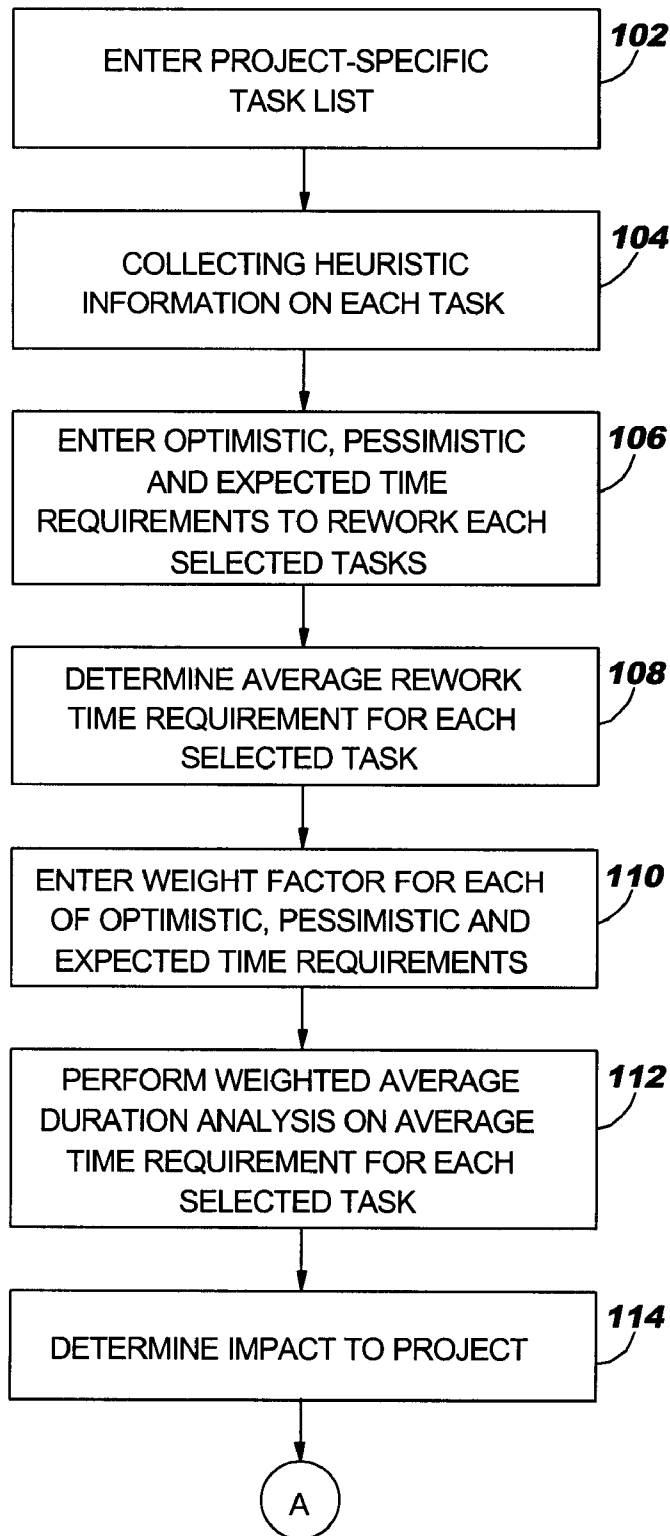 ENTER PROJECT-SPECIFIC
TASK LIST
102
COLLECTING HEURISTIC
INFORMATION ON EACH TASK
104
ENTER OPTIMISTIC, PESSIMISTIC
AND EXPECTED TIME
REQUIREMENTS TO REWORK EACH
SELECTED TASKS
106
DETERMINE AVERAGE REWORK
TIME REQUIREMENT FOR EACH
SELECTED TASK
108
ENTER WEIGHT FACTOR FOR EACH
OF OPTIMISTIC, PESSIMISTIC AND
EXPECTED TIME REQUIREMENTS
110
PERFORM WEIGHTED AVERAGE
DURATION ANALYSIS ON AVERAGE
TIME REQUIREMENT FOR EACH
SELECTED TASK
112
DETERMINE IMPACT TO PROJECT
114
A